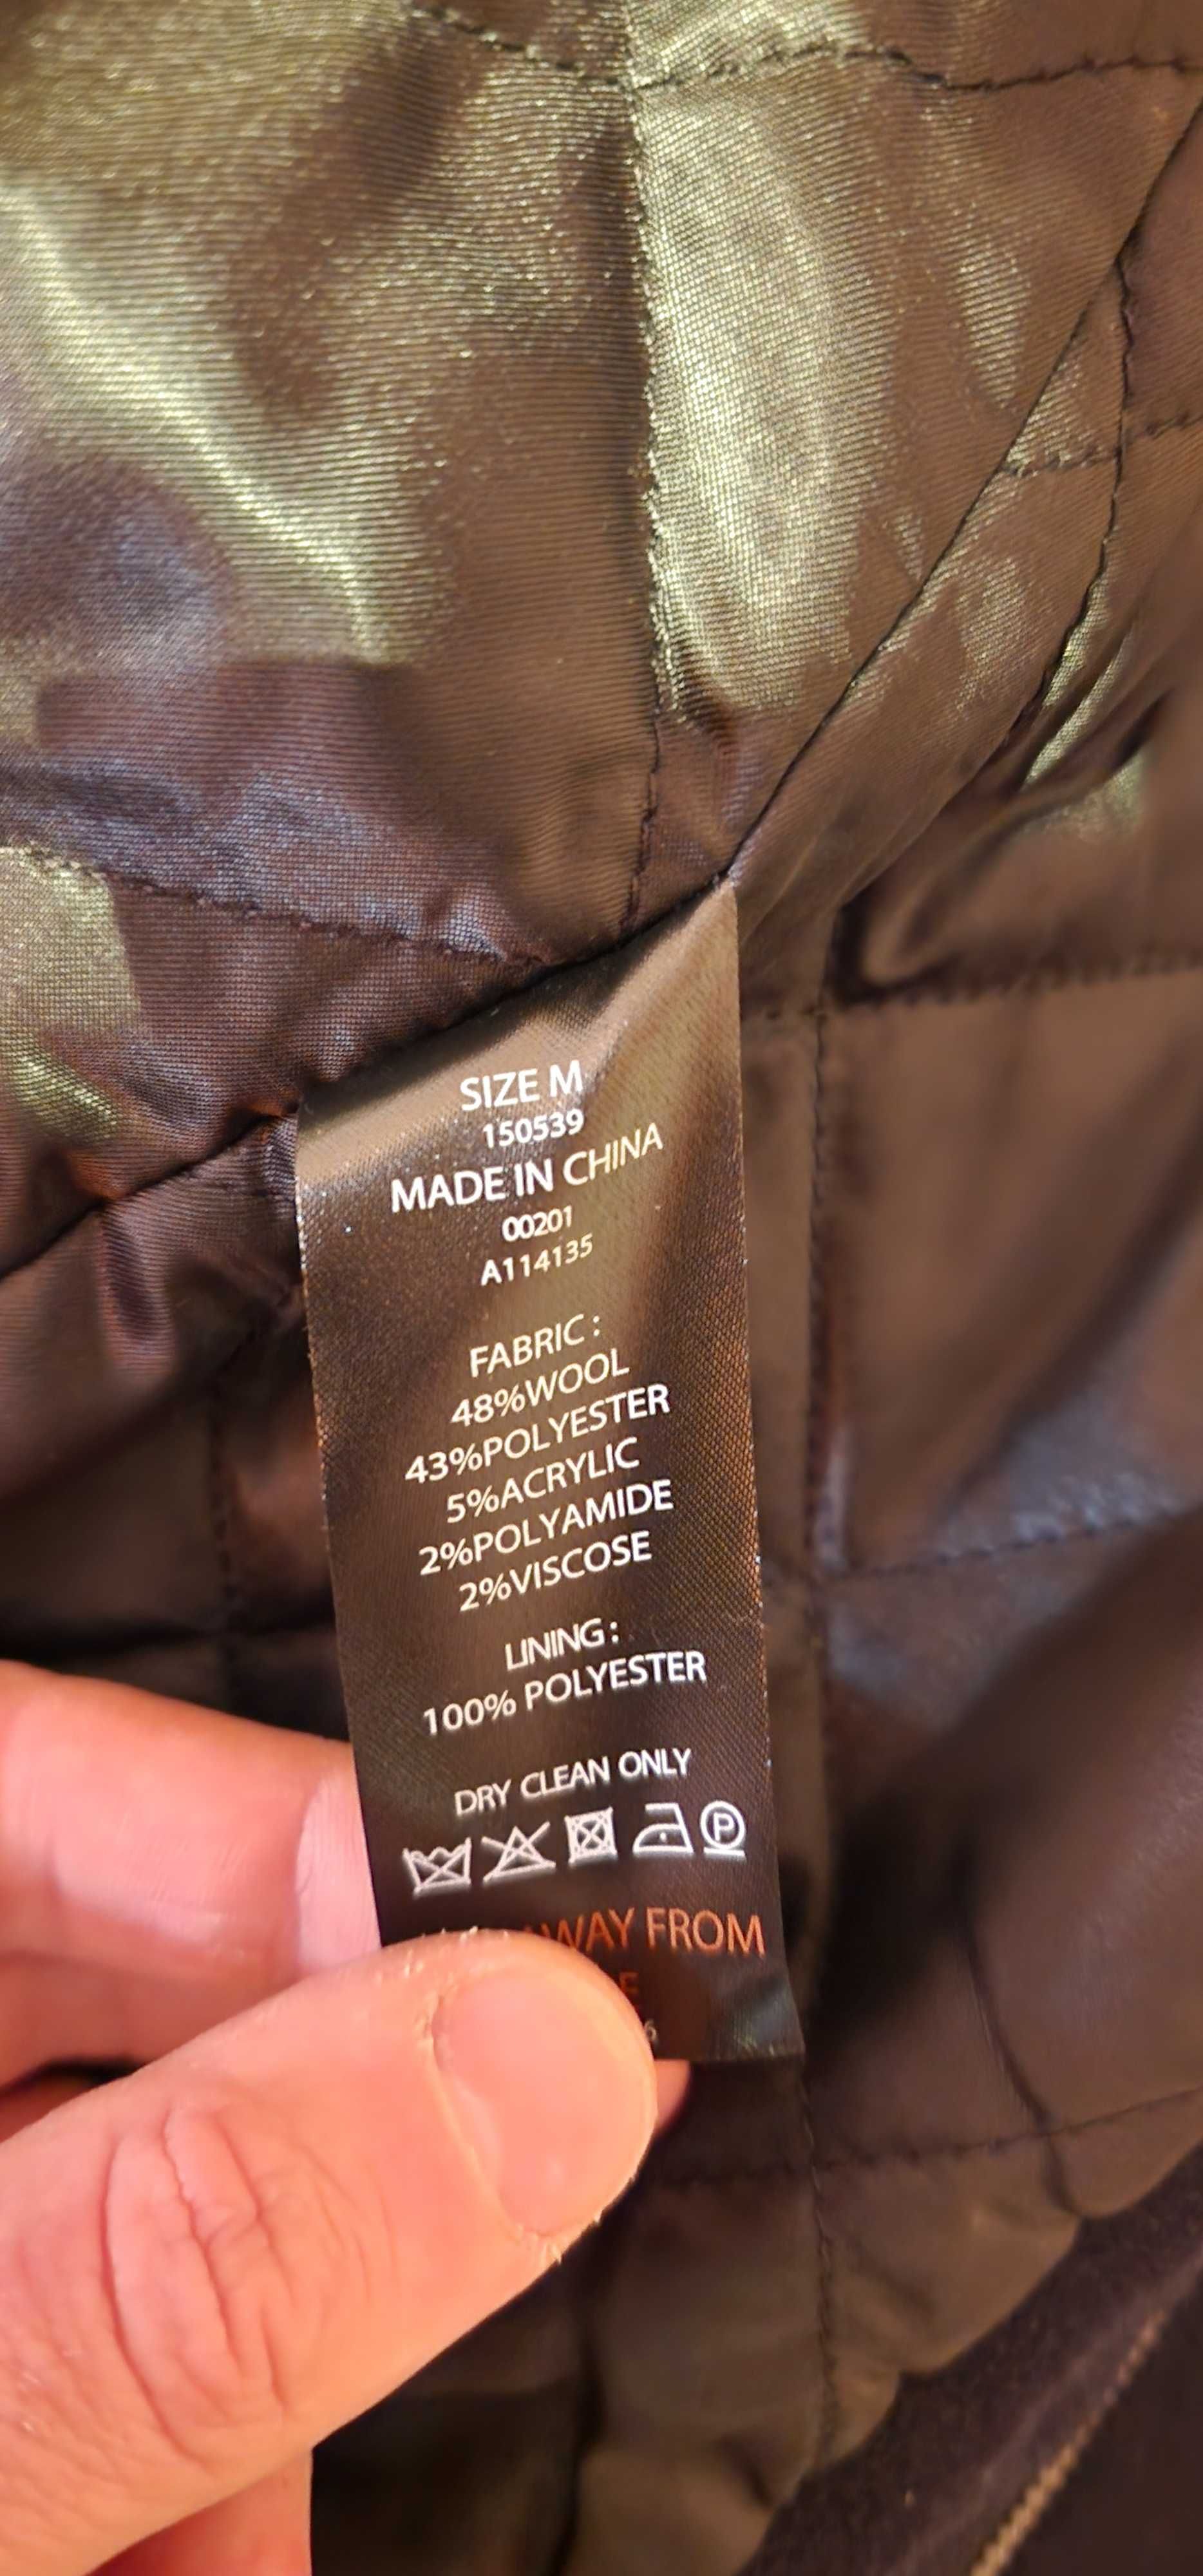 SIZE M
150539
MADE IN CHINA
00201
A114135
FABRIC :
48%WOOL
43%POLYESTER
5%ACRYLIC
2%POLYAMIDE
2%VISCOSE
LINING :
100% POLYESTER
DRY CLEAN ONLY
P
AWAY FROM